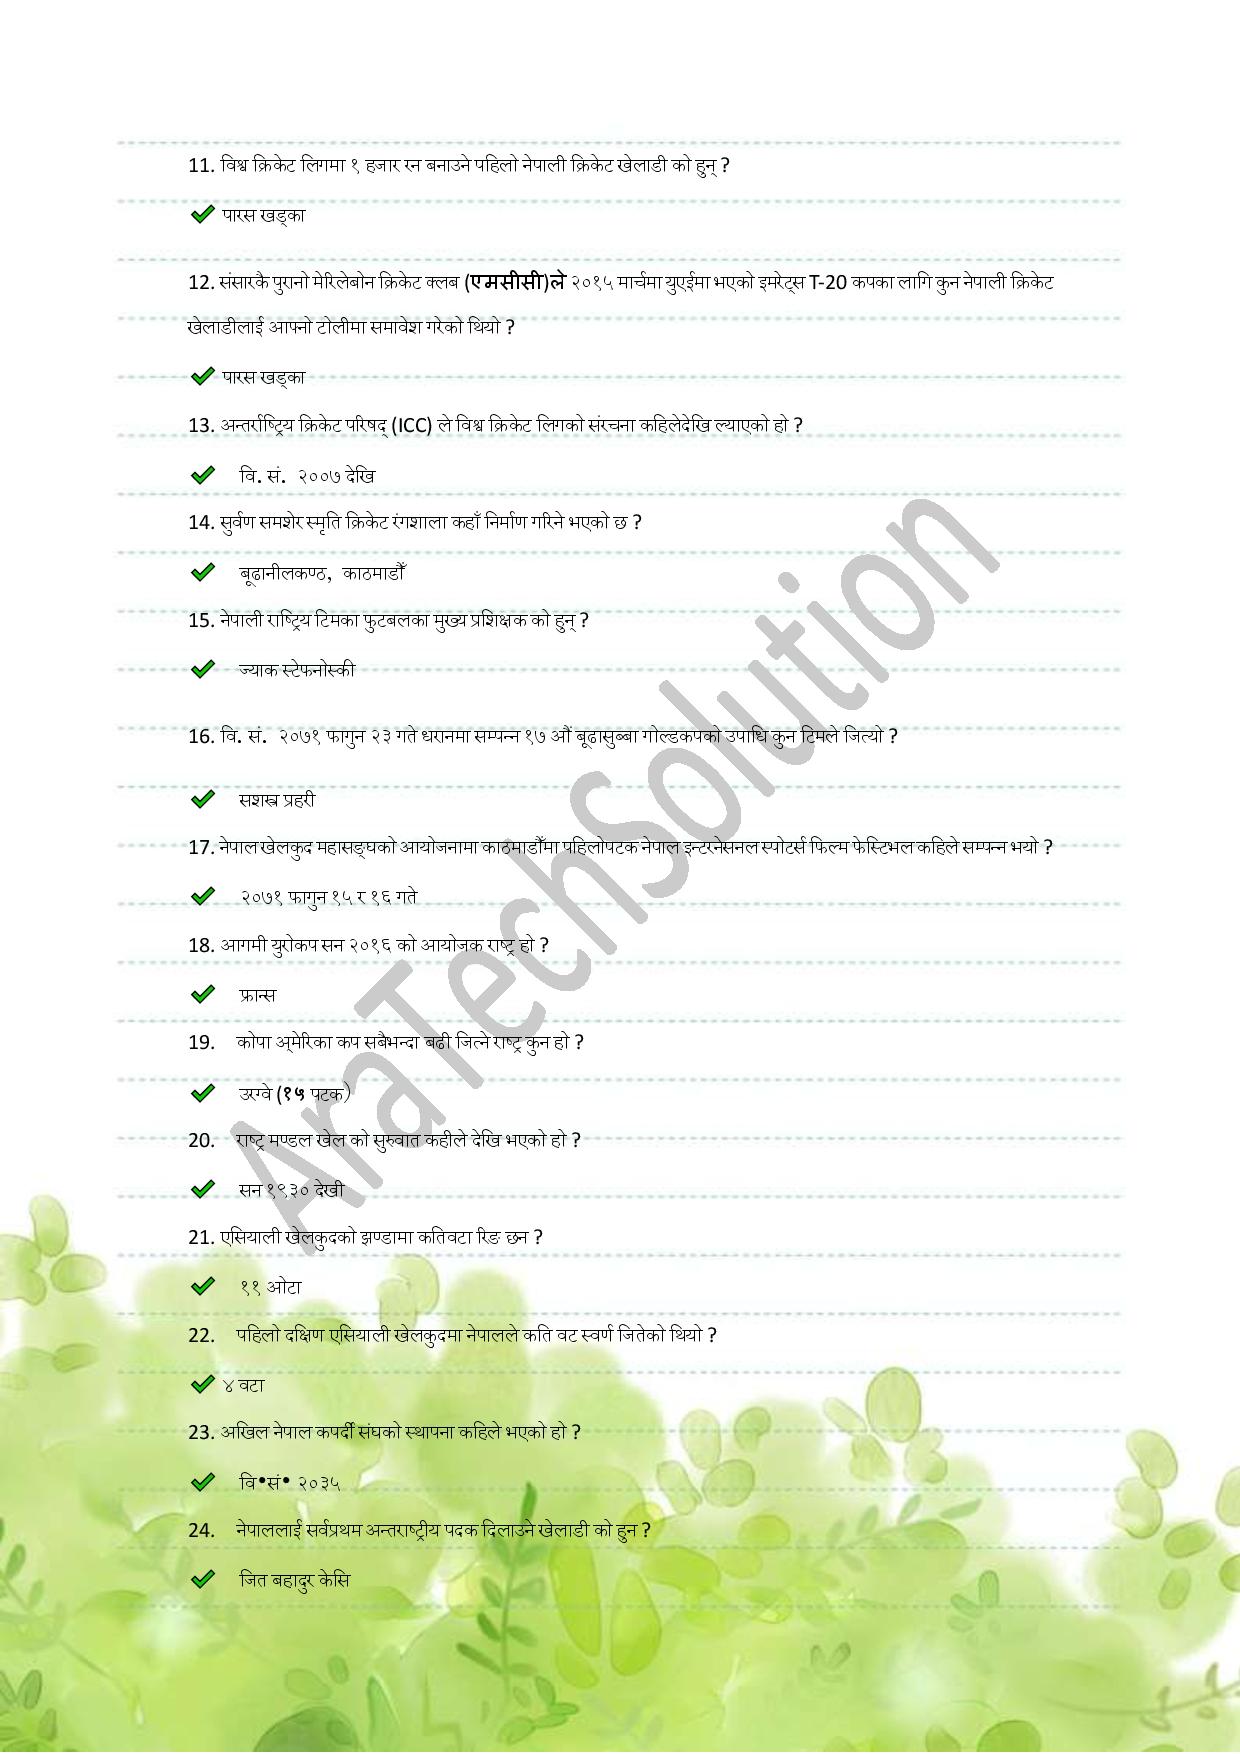 11. विश्व क्रिकेट लिगमा १ हजार रन बनाउने पहिलो नेपाली क्रिकेट खेलाडी को हुन् ?
पारस खड्का
12. संसारकै पुरानो मेरिलेबोन क्रिकेट क्लब (एमसीसी)ले २०१५ मार्चमा युएईमा भएको इमरेट्स T-20 कपका लागि कुन नेपाली क्रिकेट
खेलाडीलाई आफ्नो टोलीमा समावेश गरेको थियो ?
पारस खड्का
13. अन्तर्राष्ट्रिय क्रिकेट परिषद् (ICC) ले विश्व क्रिकेट लिगको संरचना कहिलेदेखि ल्याएको हो ?
वि. सं. २००७ देखि
14. सुर्वण समशेर स्मृति क्रिकेट रंगशाला कहाँ निर्माण गरिने भएको छ ?
बूढानीलकण्ठ, काठमाडौँ
15. नेपाली राष्ट्रिय टिमका फुटबलका मुख्य प्रशिक्षक को हुन् ?
ज्याक स्टेफनोस्की
16. वि. सं. २०७१ फागुन २३ गते धरानमा सम्पन्न १७ औं बूढासुब्बा गोल्डकपको उपाधि कुन टिमले जित्यो ?
सशस्त्र प्रहरी
17. नेपाल खेलकुद महासङ्घको आयोजनामा काठमाडौँमा पहिलोपटक नेपाल इन्टरनेसनल स्पोटर्स फिल्म फेस्टिभल कहिले सम्पन्न भयो ?
२०७१ फागुन १५ र १६ गते
18. आगमी युरोकप सन २०१६ को आयोजक राष्ट्र हो ?
फ्रान्स
19. कोपा अ्मेरिका कप सबैभन्दा बढी जित्ने राष्ट्र कुन हो ?
उरग्वे (१५ पटक)
20. राष्ट्र मण्डल खेल को सुरुवात कहीले देखि भएको हो ?
सन १९३० देखी
21. एसियाली खेलकुदको झण्डामा कतिवटा रिङ छन ?
११ ओटा
22. पहिलो दक्षिण एसियाली खेलकुदमा नेपालले कति वट स्वर्ण जितेको थियो ?
४ वटा
23. अखिल नेपाल कपर्दी संघको स्थापना कहिले भएको हो ?
वि•सं• २०३५
24. नेपाललाई सर्वप्रथम अन्तराष्ट्रीय पदक दिलाउने खेलाडी को हुन ?
जित बहादुर केसि
AraTechSolution